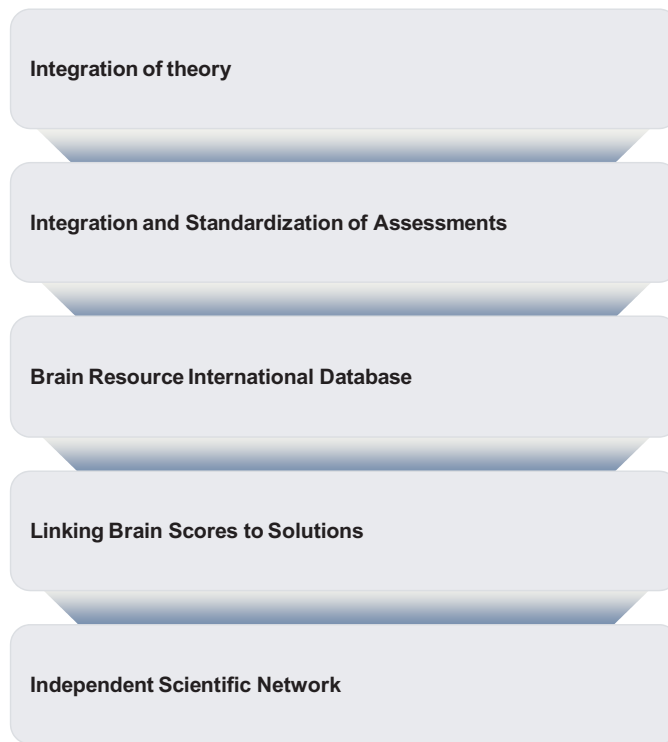 Integration of theory
Integration and Standardization of Assessments
Brain Resource International Database
Linking Brain Scores to Solutions
Independent Scientific Network